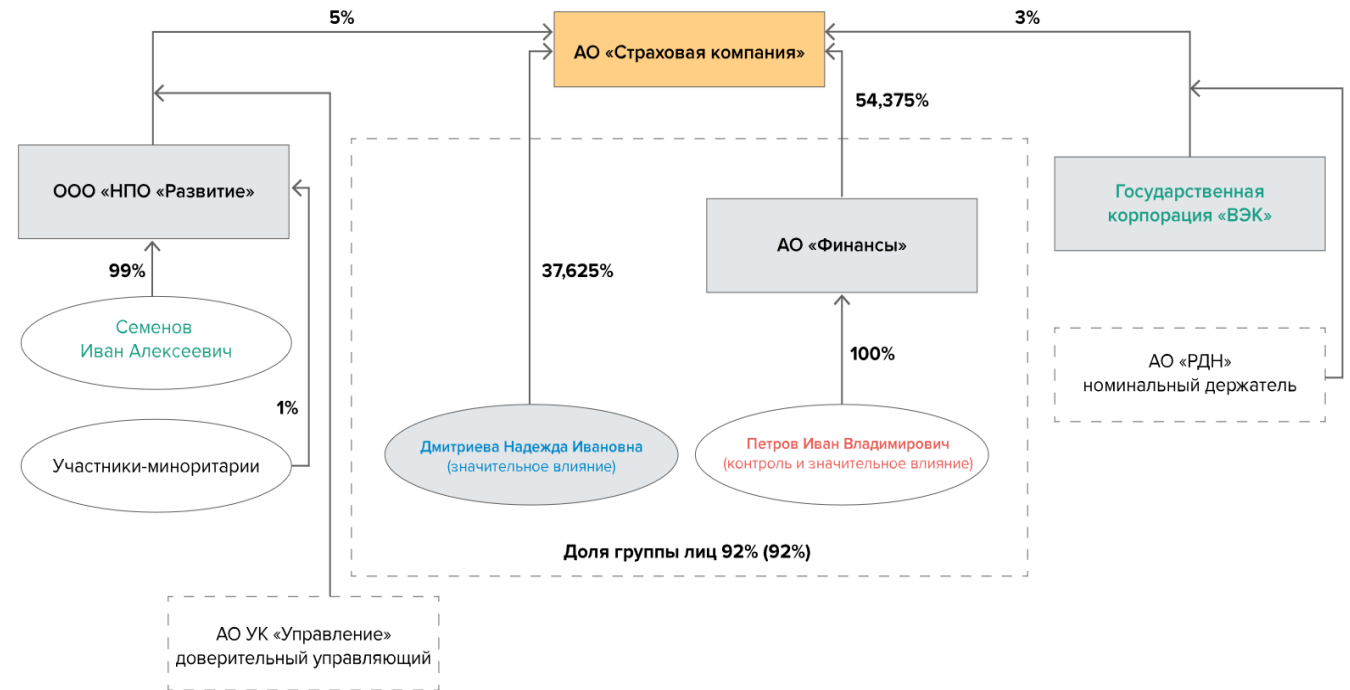 5%
3%
АО «Страховая компания»
54,375%
ООО «НПО «Развитие»
Государственная
корпорация «ВЭК»
АО «Финансы»
99%
37,625%
Семенов
Иван Алексеевич
100%
АО «РДН»
номинальный держатель
1%
Участники-миноритарии
Дмитриева Надежда Ивановна
(значительное влияние)
Петров Иван Владимирович
(контроль и значительное влияние)
Доля группы лиц 92% (92%)
АО УК «Управление»
доверительный управляющий